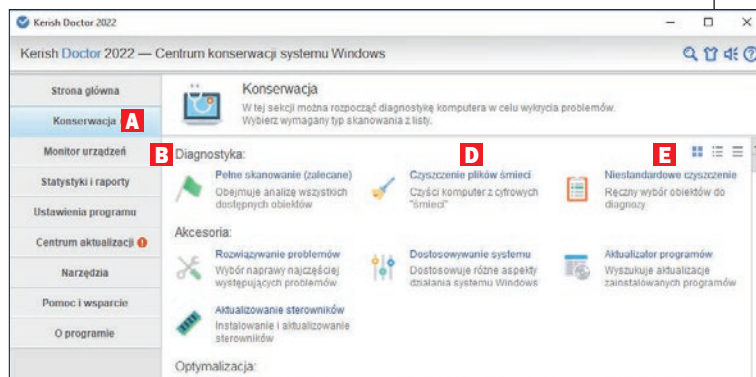 Kerish Doctor 2022
Kerish Doctor 2022 — Centrum konserwacji systemu Windows
Strona główna
Konserwacja A
Monitor urządzeń
Statystyki i raporty
Ustawienia programu
Centrum aktualizacji
Narzędzia
Pomoc i wsparcie
O programie
Konserwacja
W tej sekcji można rozpocząć diagnostykę komputera w celu wykrycia problemów.
Wybierz wymagany typ skanowania z listy.
B Diagnostyka: D E
Pełne skanowanie (zalecane)
Obejmuje analizę wszystkich
dostępnych obiektów
Czyszczenie plików śmieci
Czyści komputer z cyfrowych
"śmieci"
Niestandardowe czyszczenie
Ręczny wybór obiektów do
diagnozy
Akcesoria:
Rozwiązywanie problemów
Wybór naprawy najczęściej
występujących problemów
Dostosowywanie systemu
Dostosowuje różne aspekty
działania systemu Windows
Aktualizator programów
Wyszukuje aktualizacje
zainstalowanych programów
Aktualizowanie sterowników
Instalowanie i aktualizowanie
sterowników
Optymalizacja: